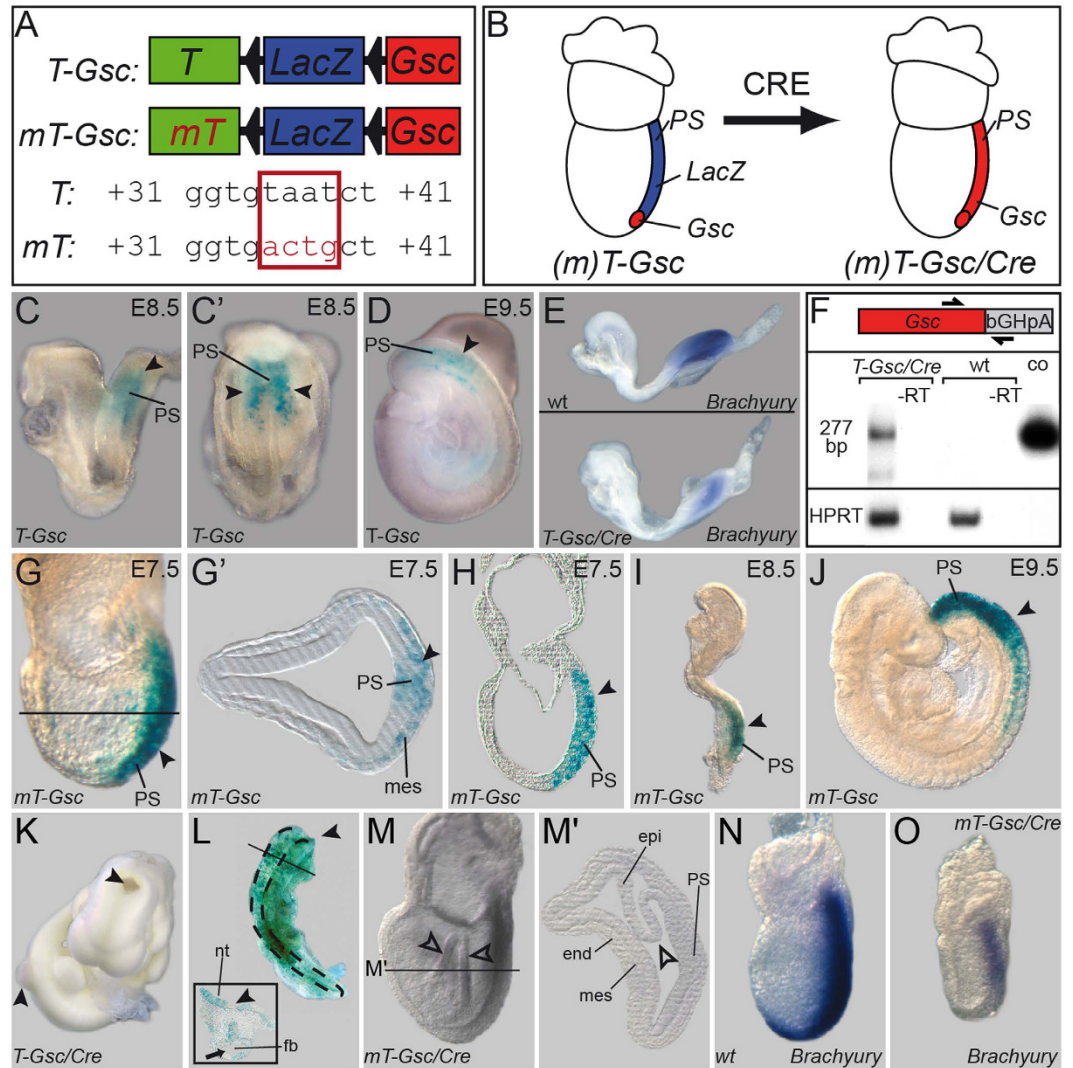 A
T-Gsc: T LacZ Gsc
mT-Gsc: mT LacZ Gsc
T: +31 ggtgtaatct +41
mT: +31 ggtgactgct +41
B
CRE
PS
LacZ
Gsc
(m)T-Gsc
PS
Gsc
(m)T-Gsc/Cre
C E8.5
PS
T-Gsc
C' E8.5
PS
T-Gsc
D E9.5
PS
T-Gsc
E
wt Brachyury
T-Gsc/Cre Brachyury
F
Gsc bGHpA
T-Gsc/Cre wt co
-RT -RT
277
bp
HPRT
G E7.5
PS
mT-Gsc
G' E7.5
PS
mes
mT-Gsc
H E7.5
PS
mT-Gsc
I E8.5
PS
mT-Gsc
J E9.5
PS
mT-Gsc
K
T-Gsc/Cre
L
nt
fb
M
M'
mT-Gsc/Cre
M'
epi
PS
end
mes
N
wt Brachyury
O mT-Gsc/Cre
Brachyury